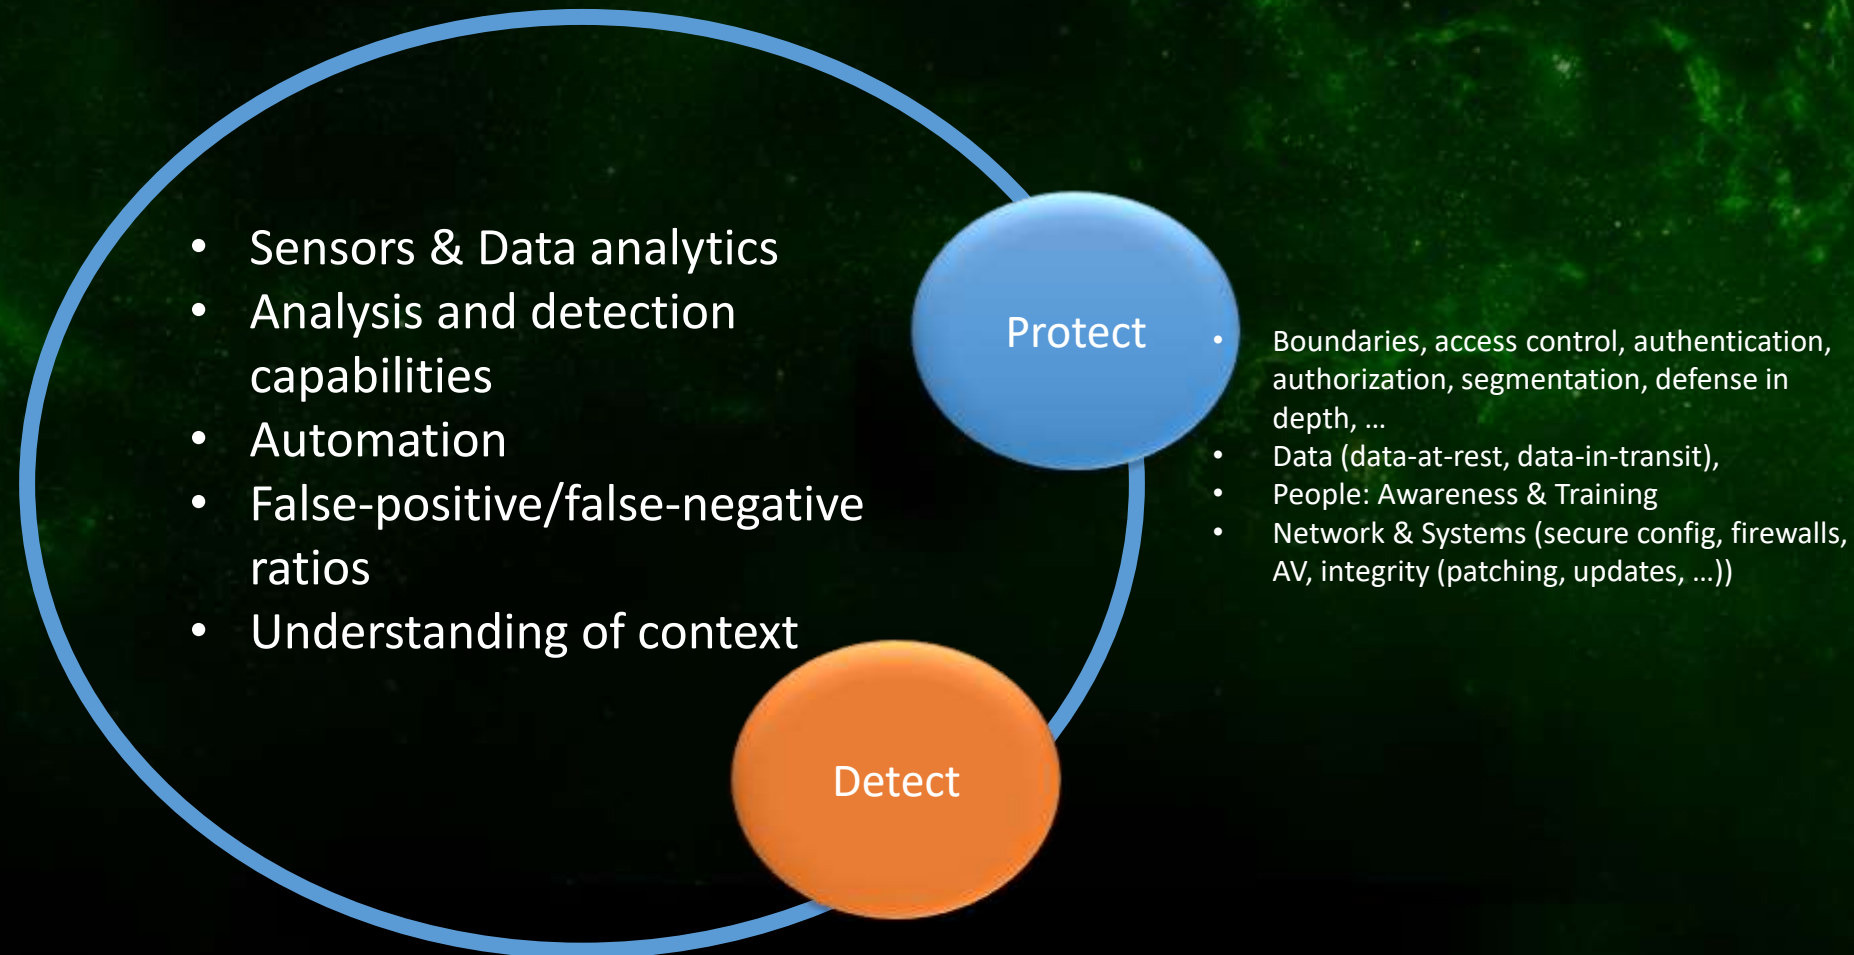 • Sensors & Data analytics
• Analysis and detection
capabilities
• Automation
• False-positive/false-negative
ratios
• Understanding of context
Protect
• Boundaries, access control, authentication,
authorization, segmentation, defense in
depth, ...
• Data (data-at-rest, data-in-transit),
• People: Awareness & Training
• Network & Systems (secure config, firewalls,
AV, integrity (patching, updates, ...))
Detect